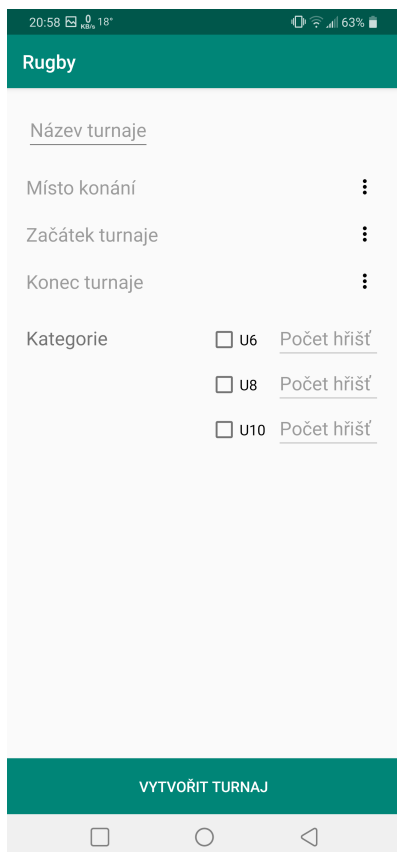 20:58 0 KB/s 18° 63%
Rugby
Název turnaje
Místo konání
Začátek turnaje
Konec turnaje
Kategorie U6 Počet hřišť
U8 Počet hřišť
U10 Počet hřišť
VYTVOŘIT TURNAJ